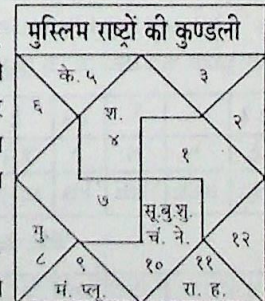 मुस्लिम राष्ट्रों की कुण्डली
के. ५
३
६
श.
४
२
१
७
सू.बु.शु.
चं. ने.
गु.
८
९
मं. प्लू.
१०
११
रा. ह.
१२